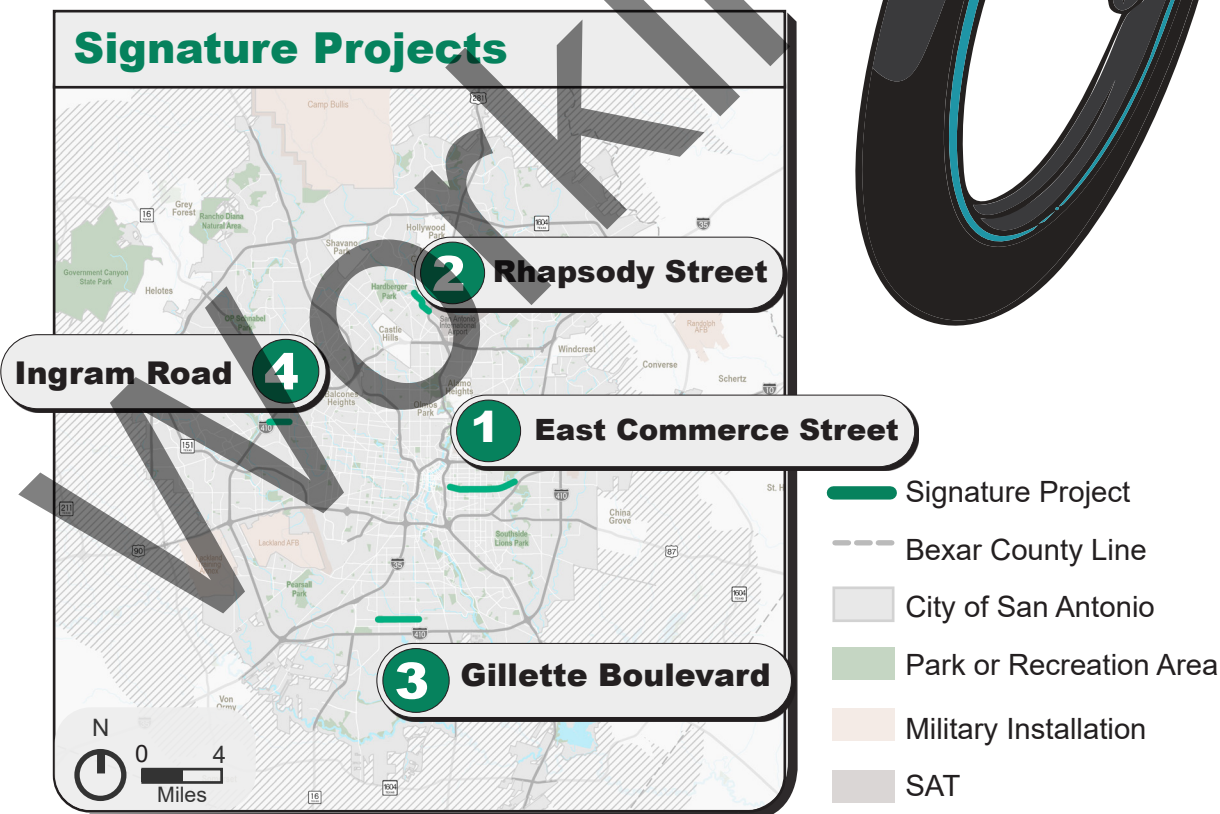 Signature Projects
Camp Bullis
281
Grey
Forest
16
Rancho Diana
Natural Area
1604
35
Hollywood
Park
Shavano
Park
Government Canyon
State Park
Helotes
2 Rhapsody Street
Hardberger
Park
San Antonio
International
Airport
Castle
Hills
Randolph
AFB
Windcrest
Converse
Schertz
10
Ingram Road 4
Alamo
Heights
Balcones
Heights
Olmos
Park
1 East Commerce Street
410
151
211
90
410
St. H
China
Grove
Lackland AFB
Southside
Lions Park
87
35
Pearsall
Park
1604
410
3 Gillette Boulevard
Von
Ormy
N
0 4
Miles
16
1604
Signature Project
Bexar County Line
City of San Antonio
Park or Recreation Area
Military Installation
SAT